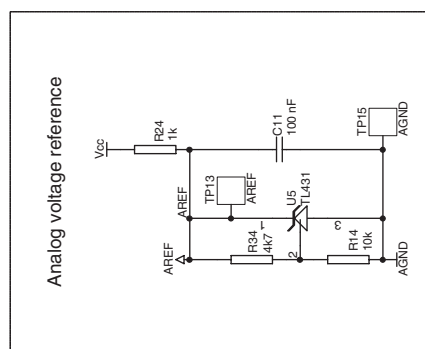 Analog voltage reference
Vcc
R24
1k
AREF
AREF
TP13
AREF
C11
100 nF
R34
4k7
1
U5
TL431
2
3
R14
10k
TP15
AGND
AGND